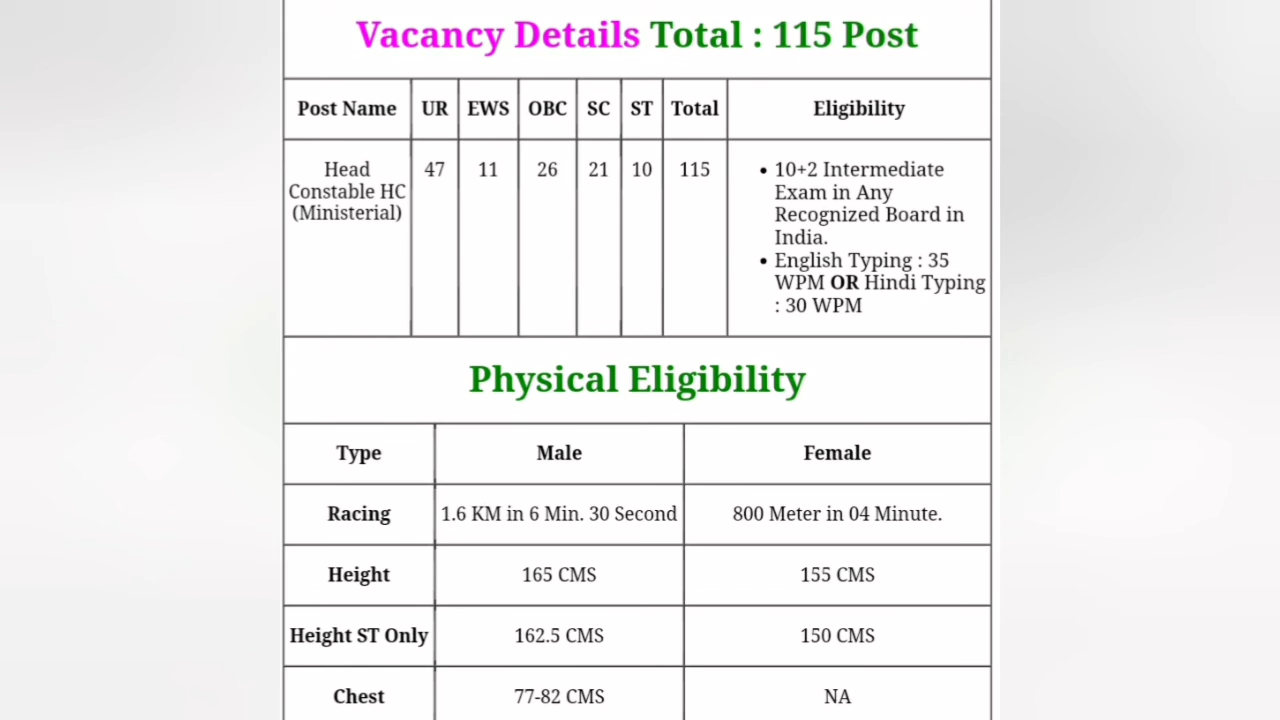 Vacancy Details Total : 115 Post
Post Name UR EWS OBC SC ST Total Eligibility
Head Constable HC (Ministerial) 47 11 26 21 10 115
• 10+2 Intermediate
Exam in Any
Recognized Board in
India.
• English Typing : 35
WPM OR Hindi Typing
: 30 WPM
Physical Eligibility
Type Male Female
Racing 1.6 KM in 6 Min. 30 Second 800 Meter in 04 Minute.
Height 165 CMS 155 CMS
Height ST Only 162.5 CMS 150 CMS
Chest 77-82 CMS NA